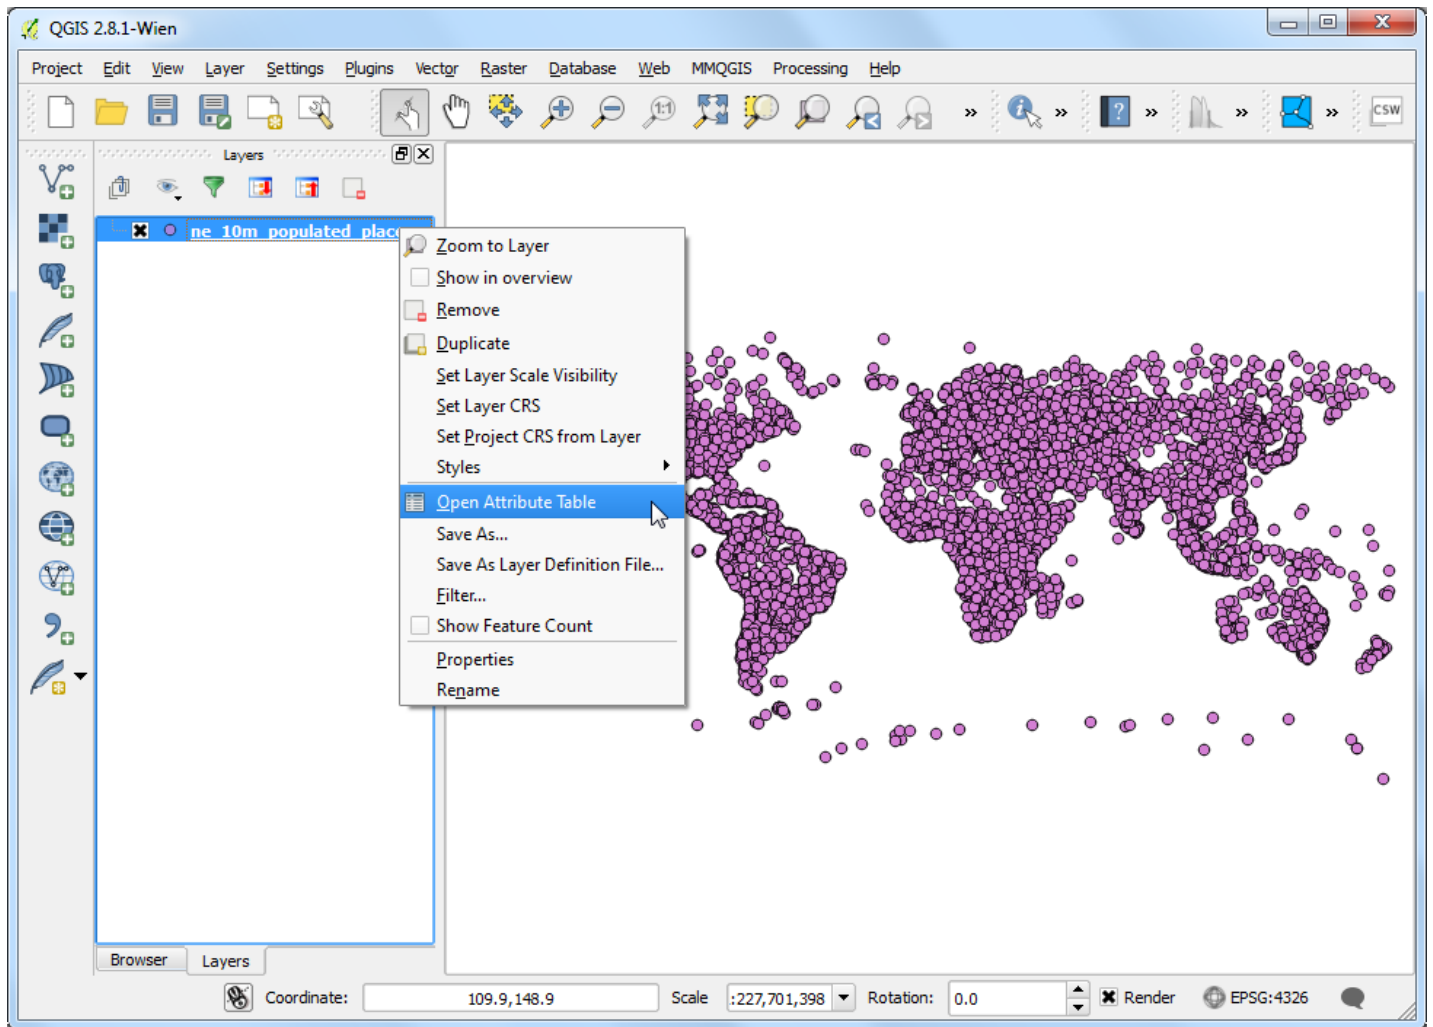 QGIS 2.8.1-Wien
Project Edit View Layer Settings Plugins Vector Raster Database Web MMQGIS Processing Help
1:1 » » ? » » » CSW
Layers
ne_10m_populated_plac
Zoom to Layer
Show in overview
Remove
Duplicate
Set Layer Scale Visibility
Set Layer CRS
Set Project CRS from Layer
Styles
Open Attribute Table
Save As...
Save As Layer Definition File...
Filter...
Show Feature Count
Properties
Rename
Browser Layers
Coordinate: 109.9,148.9 Scale :227,701,398 Rotation: 0.0 Render EPSG:4326